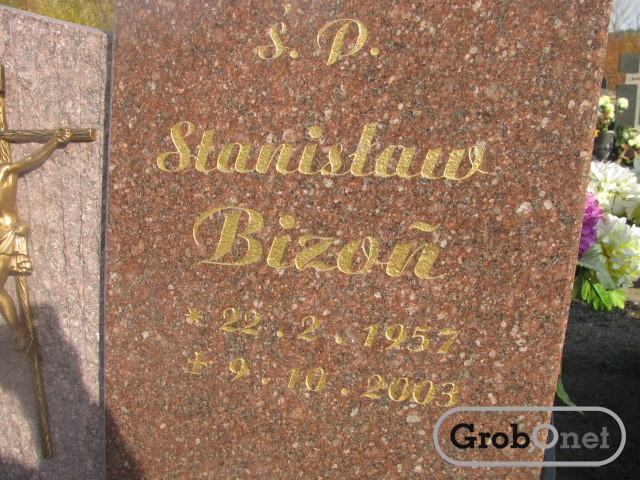 Ś. P.
Stanisław
Bizoń
* 22.2.1957
+ 9.10.2003
GrobOnet